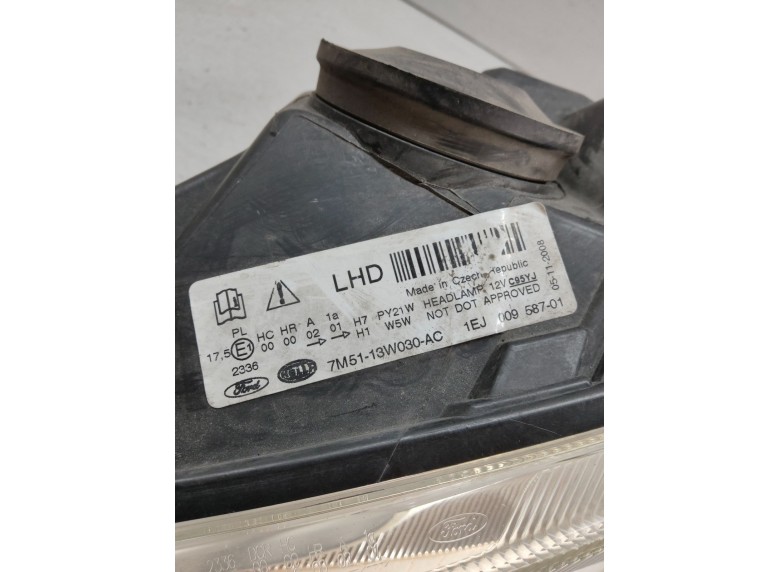 LHD
Made in Czech Republic
PL HC HR A 1a H7 PY21W HEADLAMP, 12V C95YJ
17,5 E1 00 00 02 01 H1 W5W NOT DOT APPROVED
2336
05-11-2008
Ford HELLA 7M51-13W030-AC 1EJ 009 587-01
Ford
2336